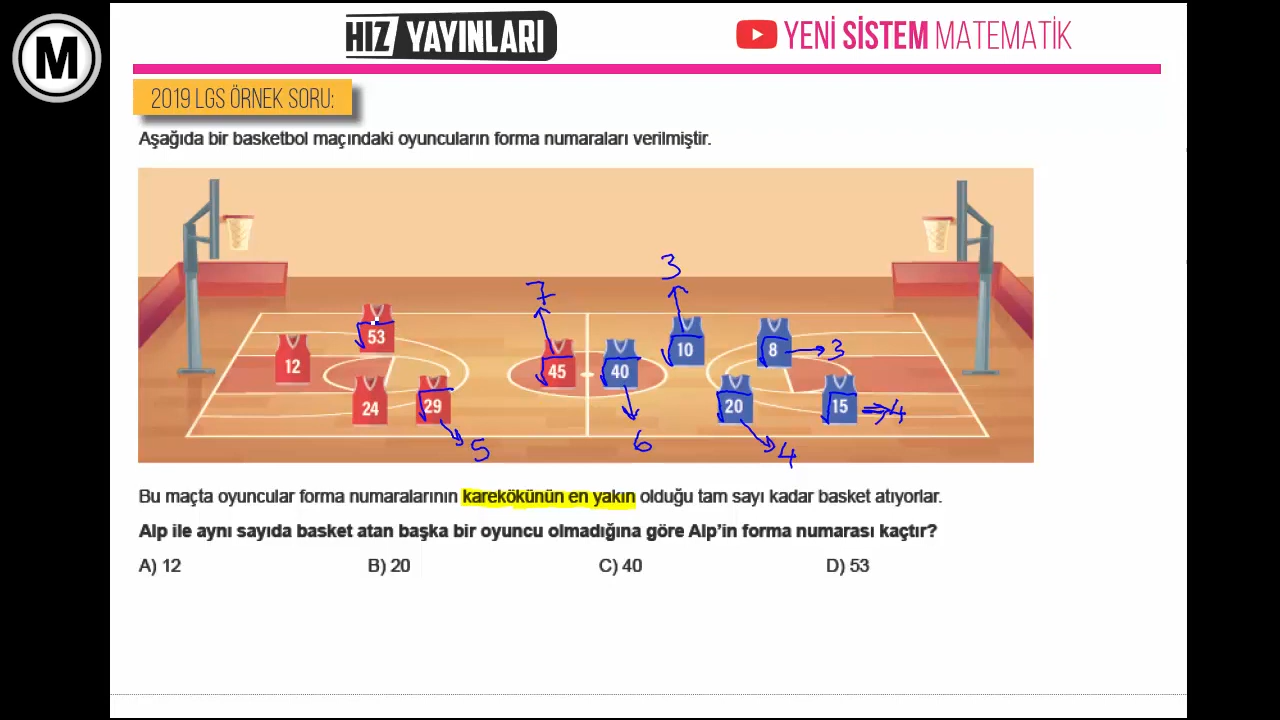 M
HIZ YAYINLARI
YENİ SİSTEM MATEMATİK
2019 LGS ÖRNEK SORU:
Aşağıda bir basketbol maçındaki oyuncuların forma numaraları verilmiştir.
3
7
53
12
45
40
10
8
3
24
29
20
15
4
5
6
4
Bu maçta oyuncular forma numaralarının karekökünün en yakın olduğu tam sayı kadar basket atıyorlar.
Alp ile aynı sayıda basket atan başka bir oyuncu olmadığına göre Alp'in forma numarası kaçtır?
A) 12 B) 20 C) 40 D) 53